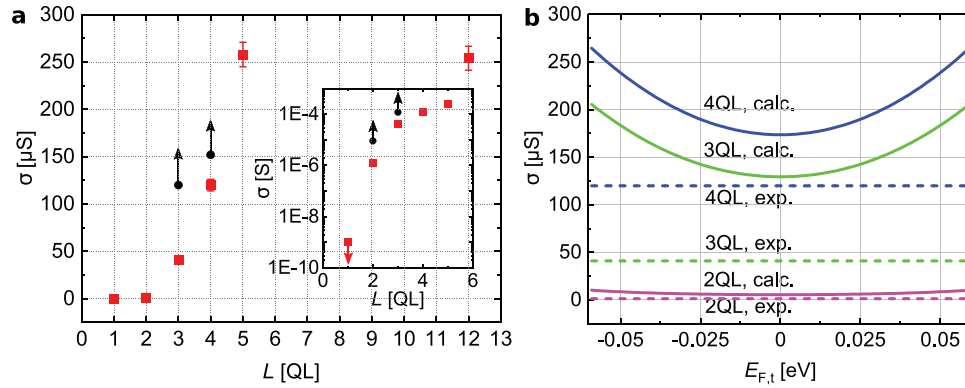 a
300
250
200
150
100
50
0
σ [µS]
0 1 2 3 4 5 6 7 8 9 10 11 12 13
L [QL]
1E-4
1E-6
1E-8
1E-10
σ [S]
0 2 4 6
L [QL]
b
300
250
200
150
100
50
0
σ [µS]
4QL, calc.
3QL, calc.
4QL, exp.
3QL, exp.
2QL, calc.
2QL, exp.
-0.05 -0.025 0 0.025 0.05
E_F,t [eV]